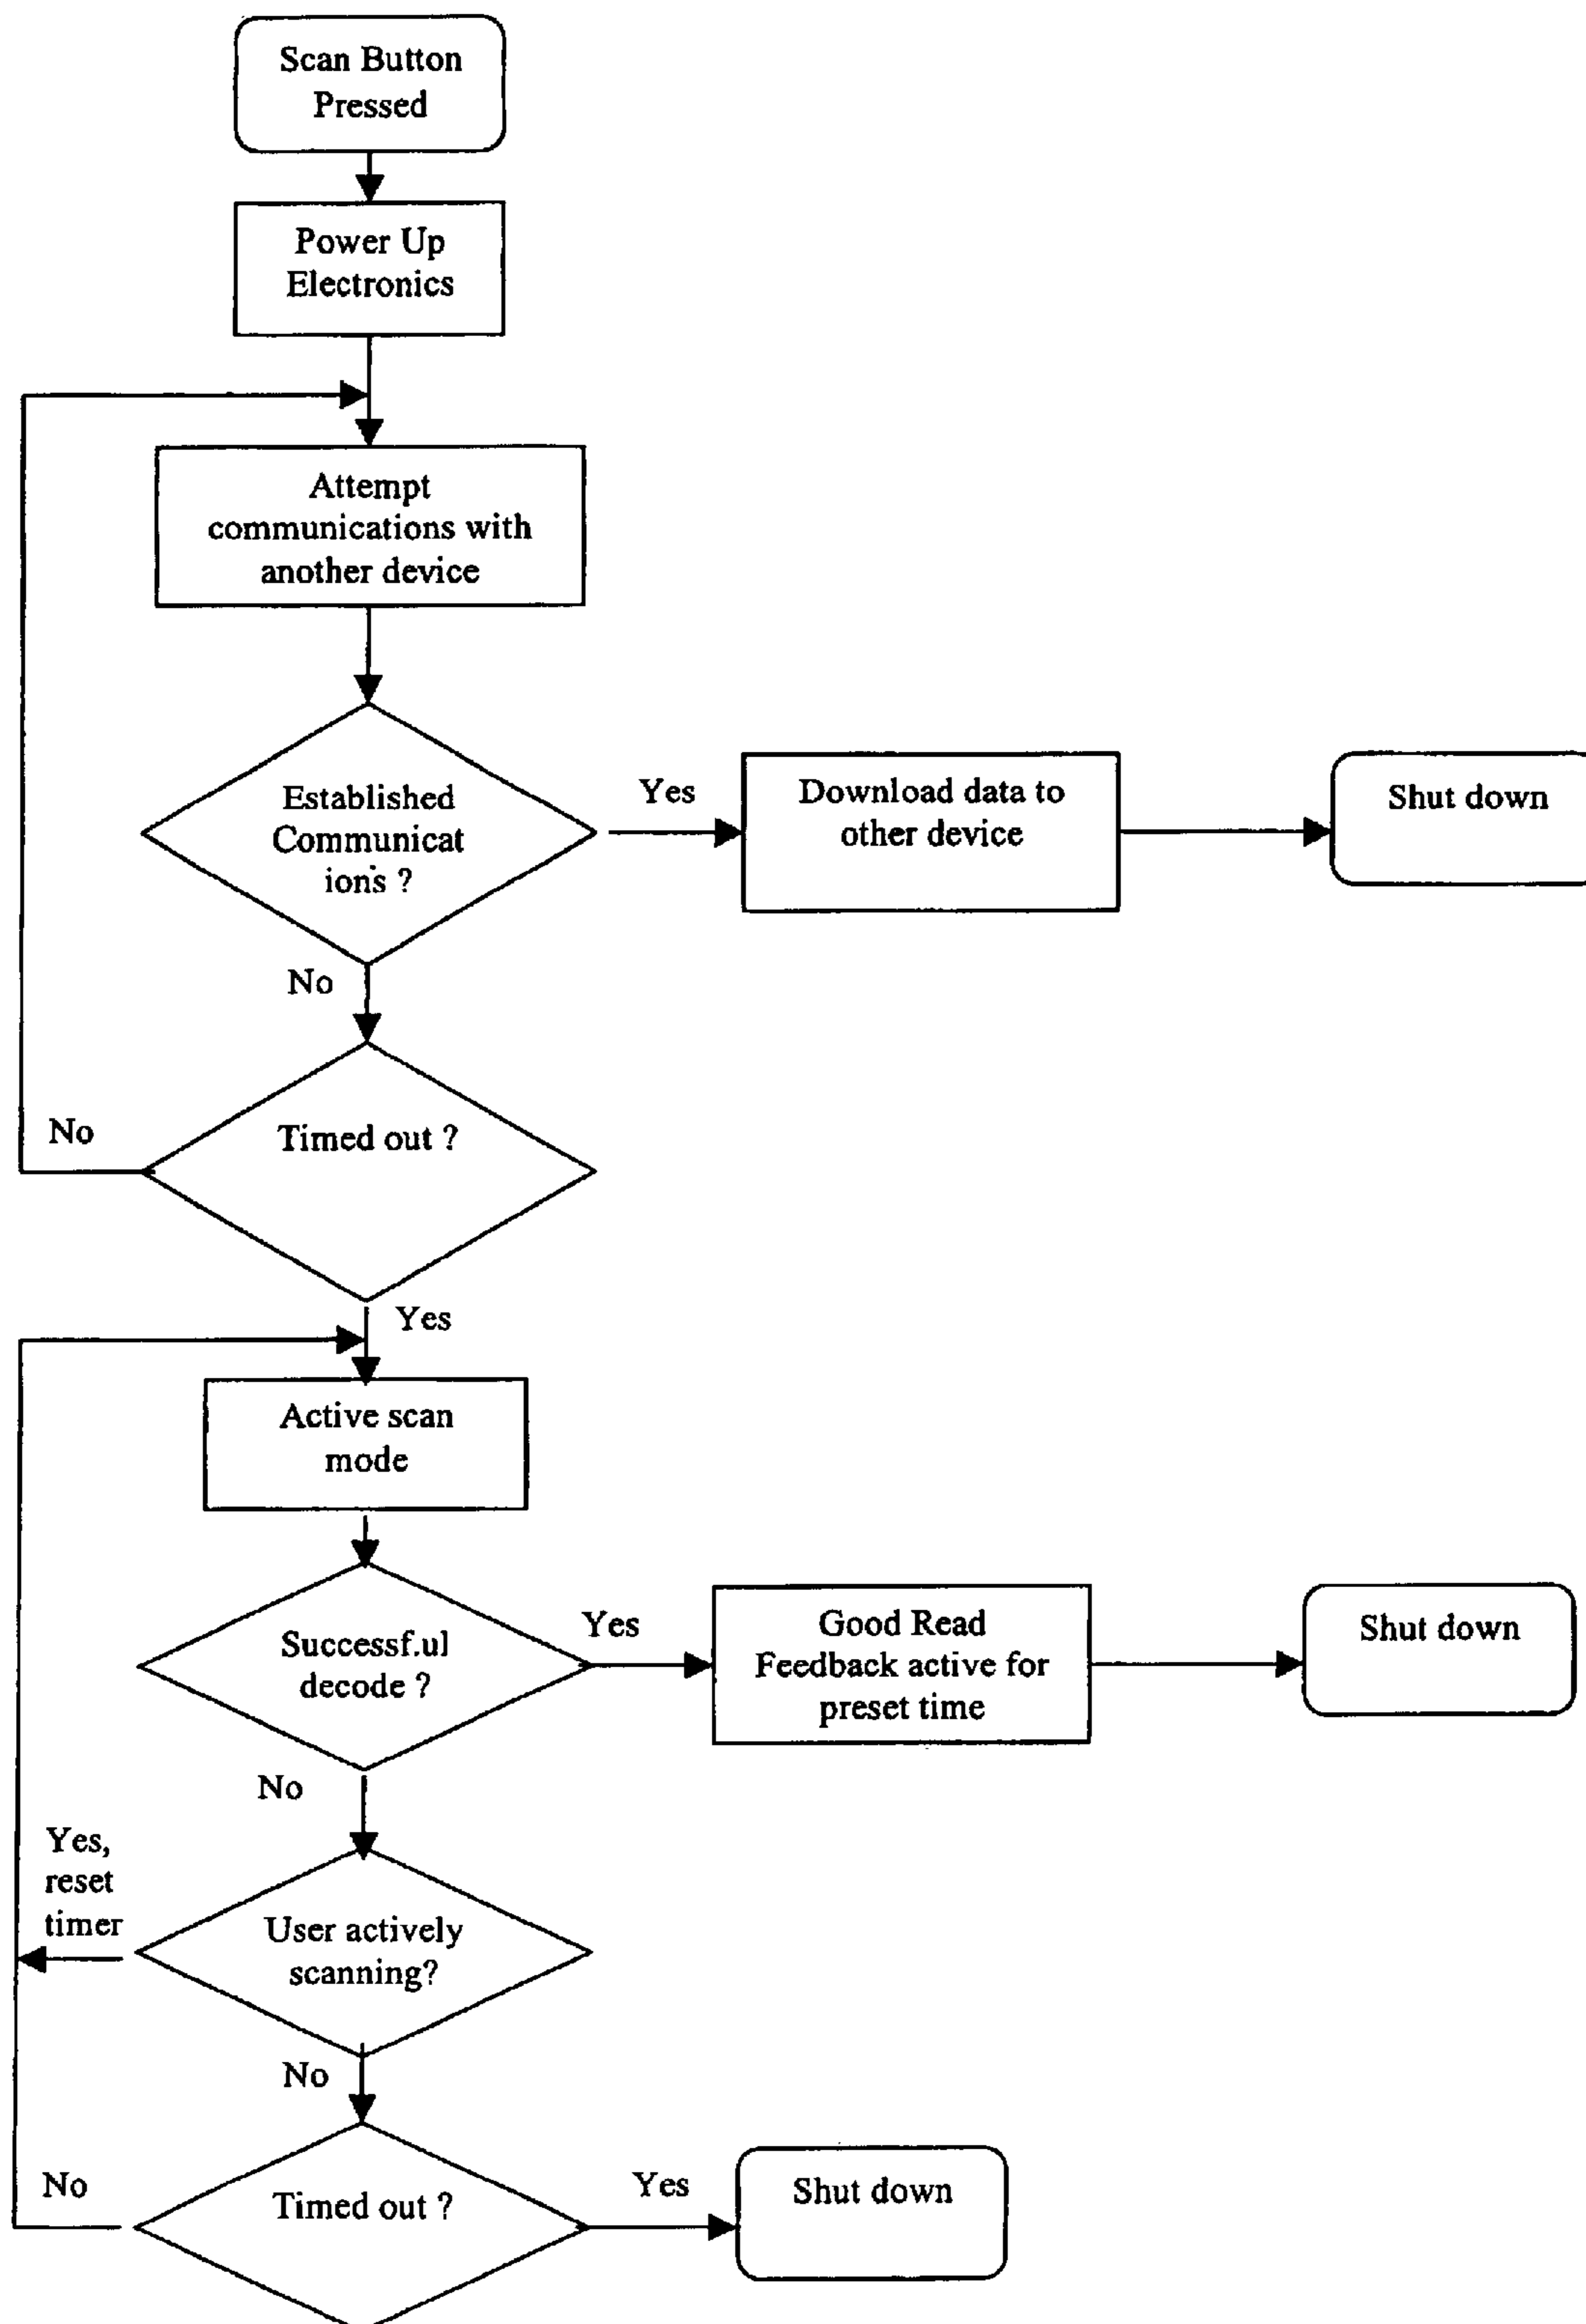 Scan Button
Pressed
Power Up
Electronics
Attempt
communications with
another device
Established
Communicat
ions ?
Yes
Download data to
other device
Shut down
No
Timed out ?
No
Yes
Active scan
mode
Successf.ul
decode ?
Yes
Good Read
Feedback active for
preset time
Shut down
No
Yes,
reset
timer
User actively
scanning?
No
Timed out ?
No
Yes
Shut down